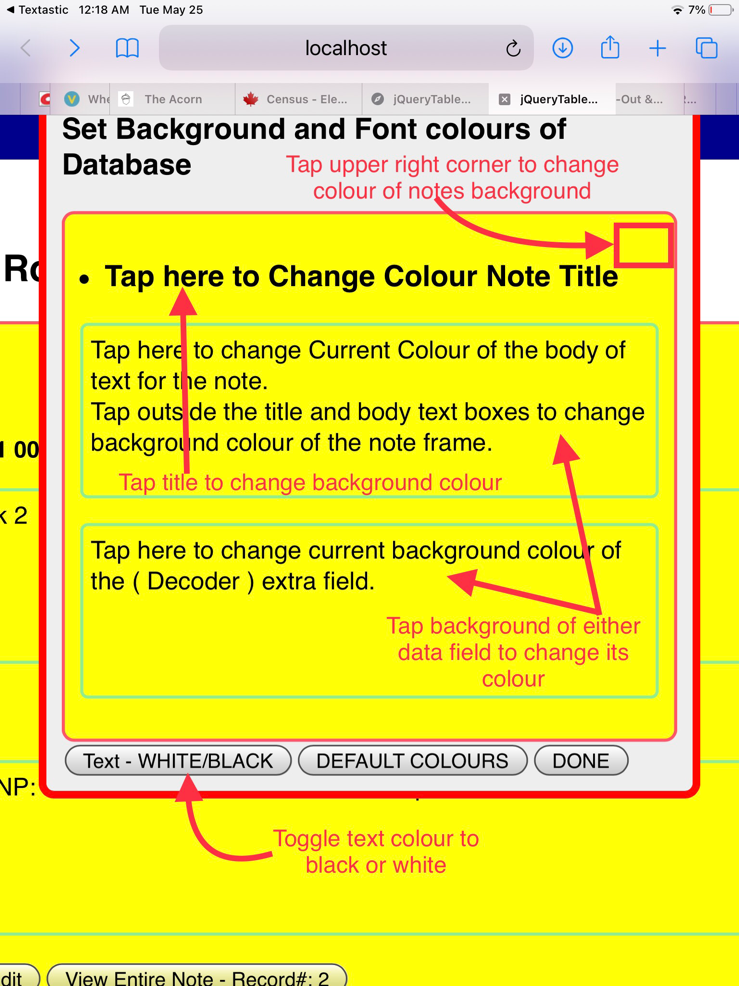 Textastic 12:18 AM Tue May 25 7%
localhost
Whe
The Acorn
Census - Ele...
jQueryTable...
jQueryTable...
-Out &...
Set Background and Font colours of
Database
Tap upper right corner to change
colour of notes background
Ro
• Tap here to Change Colour Note Title
Tap here to change Current Colour of the body of
text for the note.
Tap outside the title and body text boxes to change
background colour of the note frame.
1 00
Tap title to change background colour
k 2
Tap here to change current background colour of
the ( Decoder ) extra field.
Tap background of either
data field to change its
colour
Text - WHITE/BLACK DEFAULT COLOURS DONE
NP:
Toggle text colour to
black or white
dit View Entire Note - Record#: 2